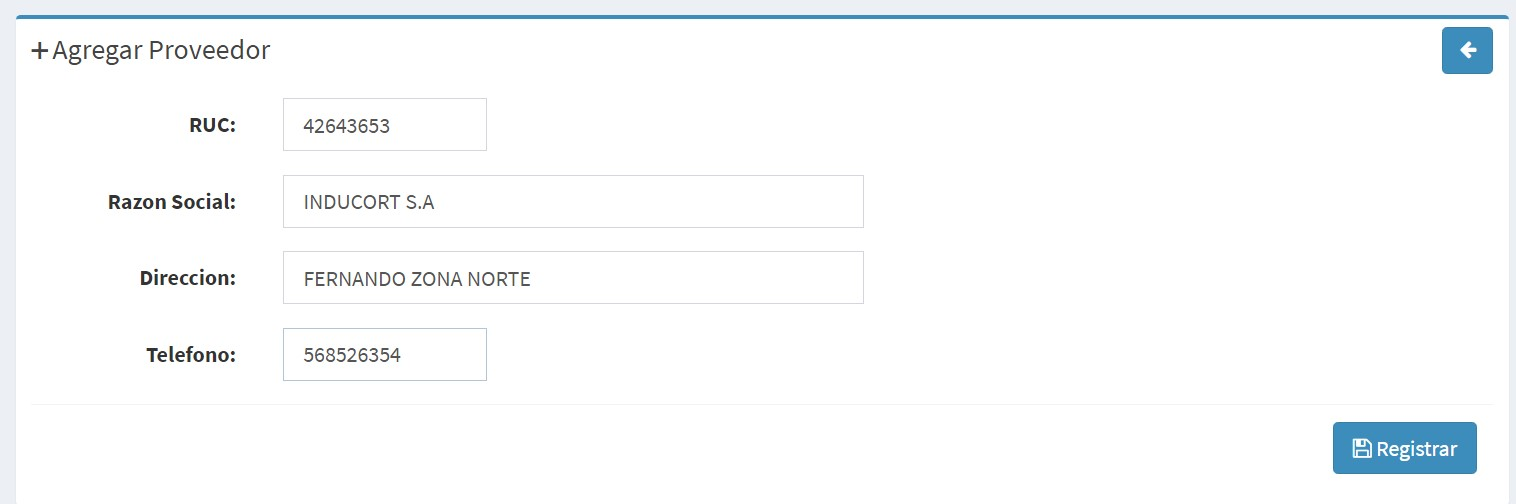 Agregar Proveedor
RUC: 42643653
Razon Social: INDUCORT S.A
Direccion: FERNANDO ZONA NORTE
Telefono: 568526354
Registrar